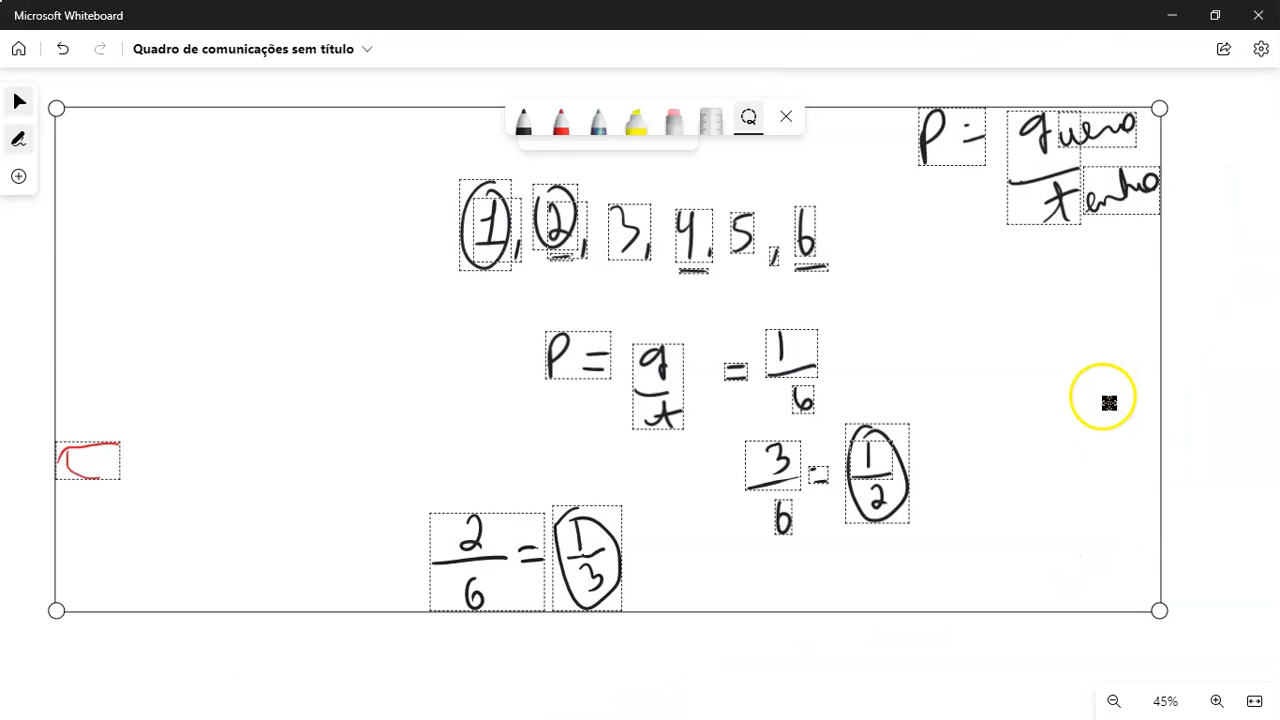 Microsoft Whiteboard
Quadro de comunicações sem título
P = quero
tenho
1, 2, 3, 4, 5, 6
P = q/t = 1/6
3/6 = 1/2
2/6 = 1/3
45%